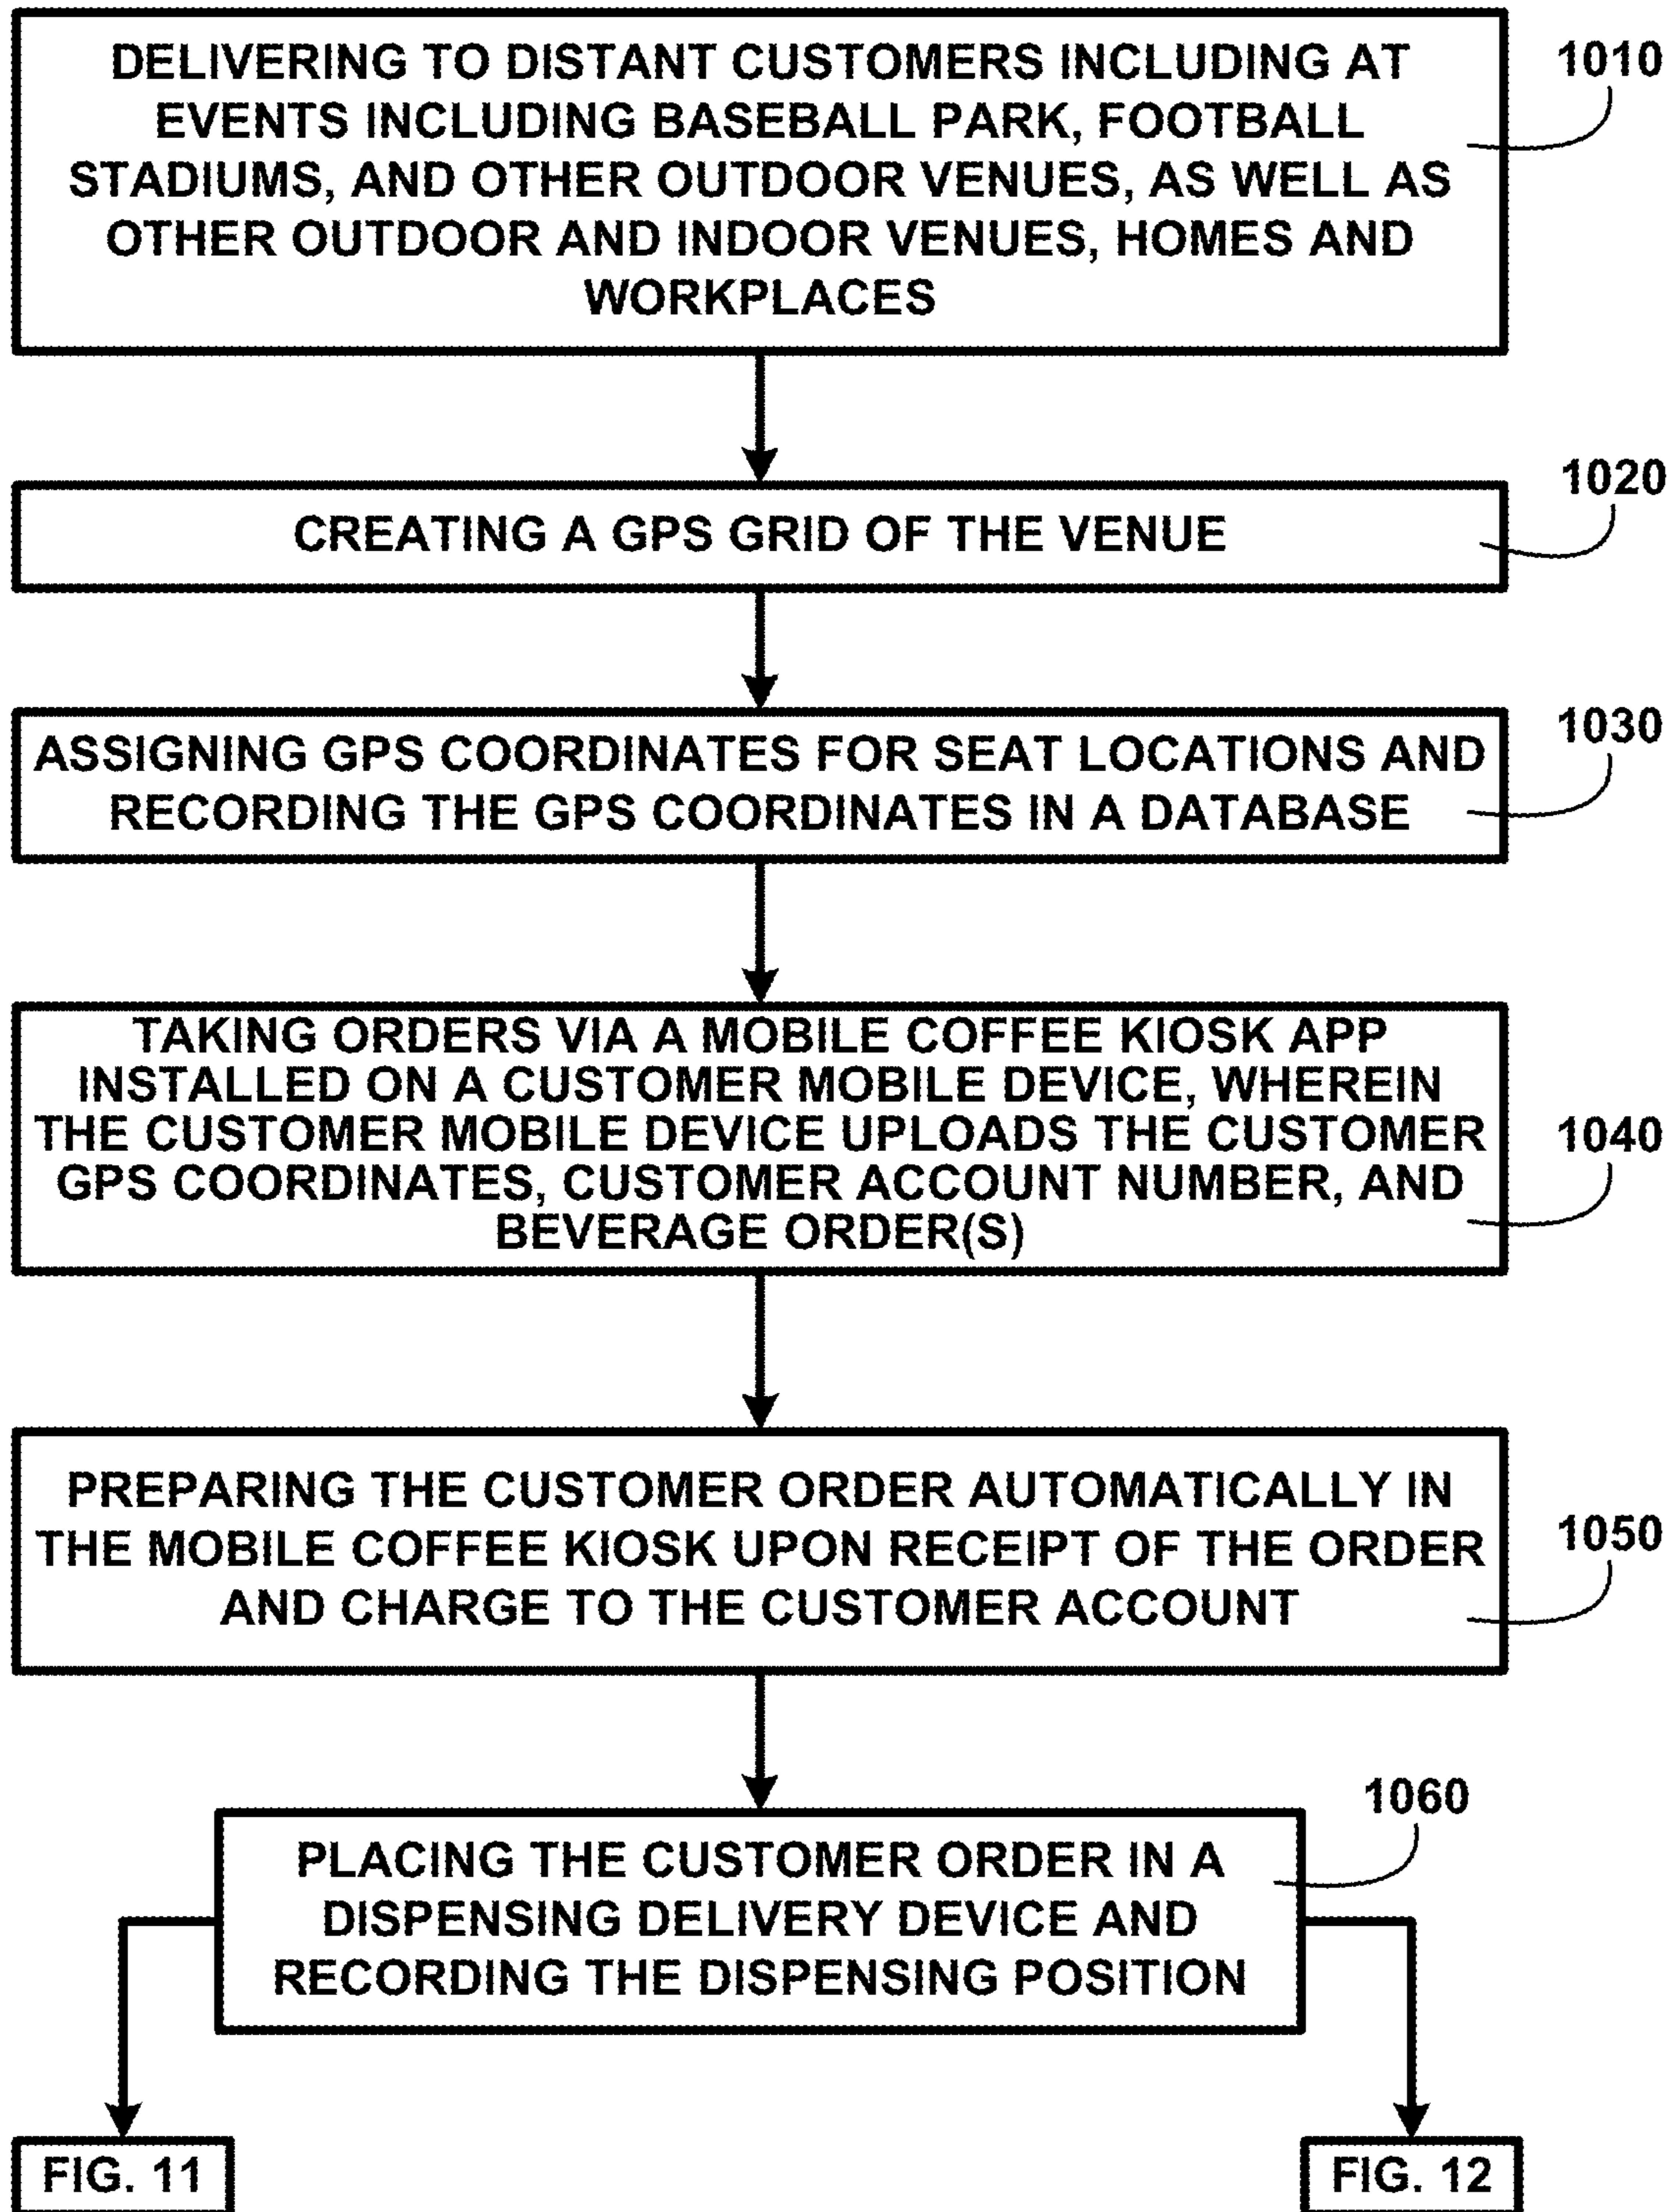 DELIVERING TO DISTANT CUSTOMERS INCLUDING AT
EVENTS INCLUDING BASEBALL PARK, FOOTBALL
STADIUMS, AND OTHER OUTDOOR VENUES, AS WELL AS
OTHER OUTDOOR AND INDOOR VENUES, HOMES AND
WORKPLACES
1010
CREATING A GPS GRID OF THE VENUE
1020
ASSIGNING GPS COORDINATES FOR SEAT LOCATIONS AND
RECORDING THE GPS COORDINATES IN A DATABASE
1030
TAKING ORDERS VIA A MOBILE COFFEE KIOSK APP
INSTALLED ON A CUSTOMER MOBILE DEVICE, WHEREIN
THE CUSTOMER MOBILE DEVICE UPLOADS THE CUSTOMER
GPS COORDINATES, CUSTOMER ACCOUNT NUMBER, AND
BEVERAGE ORDER(S)
1040
PREPARING THE CUSTOMER ORDER AUTOMATICALLY IN
THE MOBILE COFFEE KIOSK UPON RECEIPT OF THE ORDER
AND CHARGE TO THE CUSTOMER ACCOUNT
1050
PLACING THE CUSTOMER ORDER IN A
DISPENSING DELIVERY DEVICE AND
RECORDING THE DISPENSING POSITION
1060
FIG. 11
FIG. 12